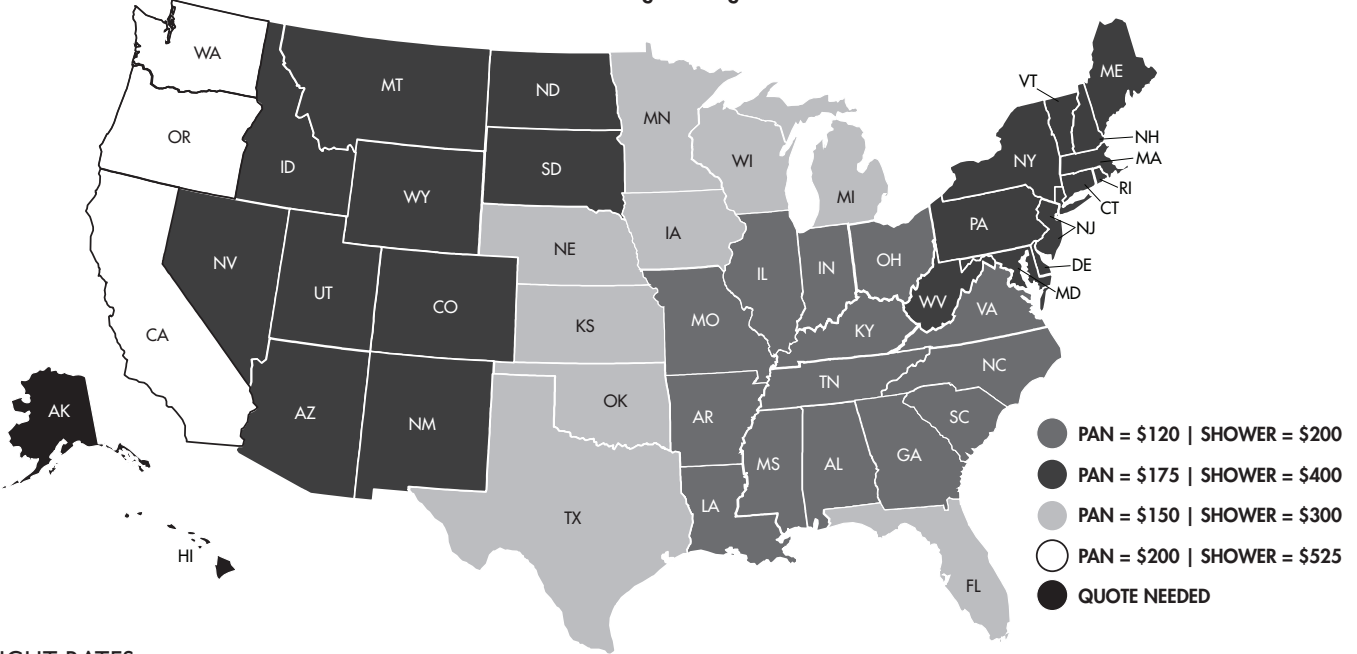 WA
MT
ND
MN
VT
ME
OR
ID
SD
WI
NY
NH
MA
WY
MI
RI
CT
NE
IA
PA
NJ
NV
UT
CO
IL
IN
OH
DE
MD
WV
VA
CA
KS
MO
KY
NC
TN
AK
AZ
NM
OK
AR
SC
MS
AL
GA
TX
LA
HI
FL
PAN = $120 | SHOWER = $200
PAN = $175 | SHOWER = $400
PAN = $150 | SHOWER = $300
PAN = $200 | SHOWER = $525
QUOTE NEEDED